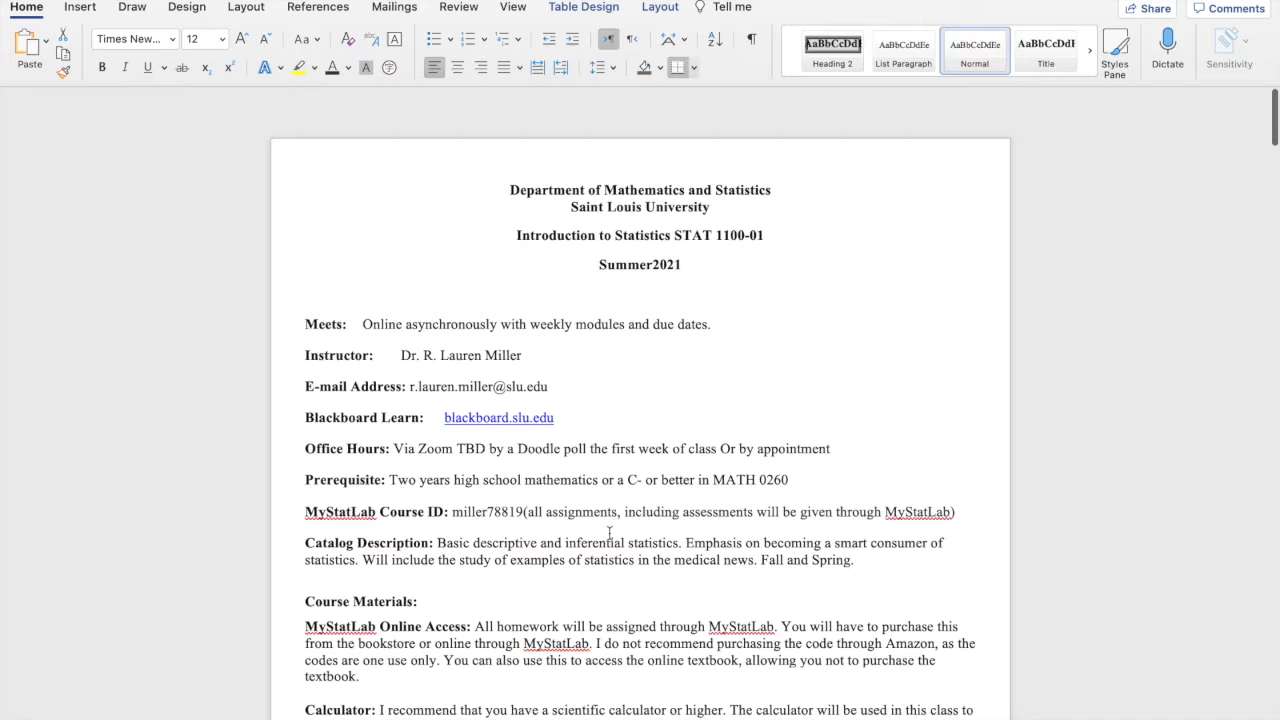 Home Insert Draw Design Layout References Mailings Review View Table Design Layout Tell me Share Comments
Times New... 12 Aa
Paste
AaBbCcDdE AaBbCcDdEe AaBbCcDdEe AaBbCcDdE
Heading 2 List Paragraph Normal Title Styles Pane Dictate Sensitivity
Department of Mathematics and Statistics
Saint Louis University
Introduction to Statistics STAT 1100-01
Summer2021
Meets: Online asynchronously with weekly modules and due dates.
Instructor: Dr. R. Lauren Miller
E-mail Address: r.lauren.miller@slu.edu
Blackboard Learn: blackboard.slu.edu
Office Hours: Via Zoom TBD by a Doodle poll the first week of class Or by appointment
Prerequisite: Two years high school mathematics or a C- or better in MATH 0260
MyStatLab Course ID: miller78819(all assignments, including assessments will be given through MyStatLab)
Catalog Description: Basic descriptive and inferential statistics. Emphasis on becoming a smart consumer of
statistics. Will include the study of examples of statistics in the medical news. Fall and Spring.
Course Materials:
MyStatLab Online Access: All homework will be assigned through MyStatLab. You will have to purchase this
from the bookstore or online through MyStatLab. I do not recommend purchasing the code through Amazon, as the
codes are one use only. You can also use this to access the online textbook, allowing you not to purchase the
textbook.
Calculator: I recommend that you have a scientific calculator or higher. The calculator will be used in this class to